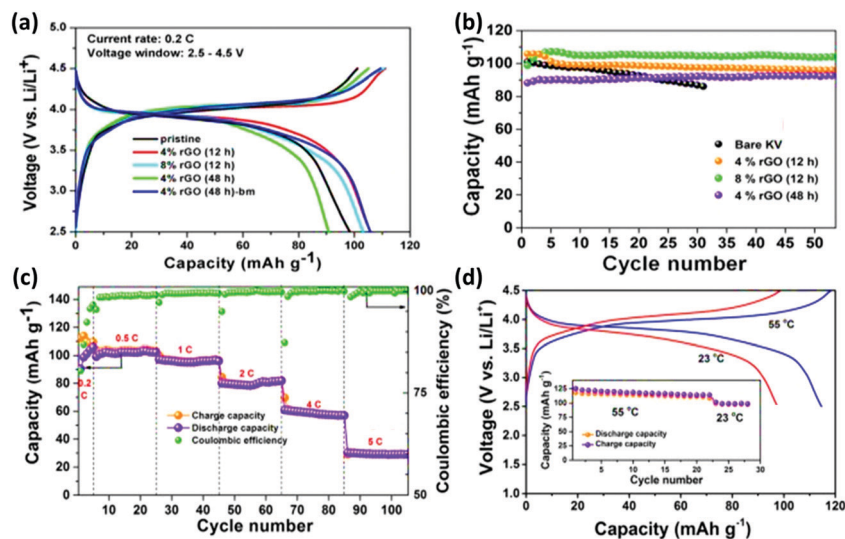 (a)
Current rate: 0.2 C
Voltage window: 2.5 - 4.5 V
pristine
4% rGO (12 h)
8% rGO (12 h)
4% rGO (48 h)
4% rGO (48 h)-bm
Voltage (V vs. Li/Li⁺)
5.0
4.5
4.0
3.5
3.0
2.5
0 20 40 60 80 100 120
Capacity (mAh g⁻¹)
(b)
Capacity (mAh g⁻¹)
120
100
80
60
40
20
0
Bare KV
4% rGO (12 h)
8% rGO (12 h)
4% rGO (48 h)
0 5 10 15 20 25 30 35 40 45 50
Cycle number
(c)
Capacity (mAh g⁻¹)
140
120
100
80
60
40
20
0
0.2
C
0.5 C
1 C
2 C
4 C
5 C
Charge capacity
Discharge capacity
Coulombic efficiency
100
75
50
Coulombic efficiency (%)
0 20 40 60 80 100
Cycle number
(d)
Voltage (V vs. Li/Li⁺)
4.5
4.0
3.5
3.0
2.5
2.0
1.5
1.0
55 °C
23 °C
Capacity (mAh g⁻¹)
150
125
100
75
50
25
0
55 °C
23 °C
Discharge capacity
Charge capacity
5 10 15 20 25 30
Cycle number
0 20 40 60 80 100 120
Capacity (mAh g⁻¹)